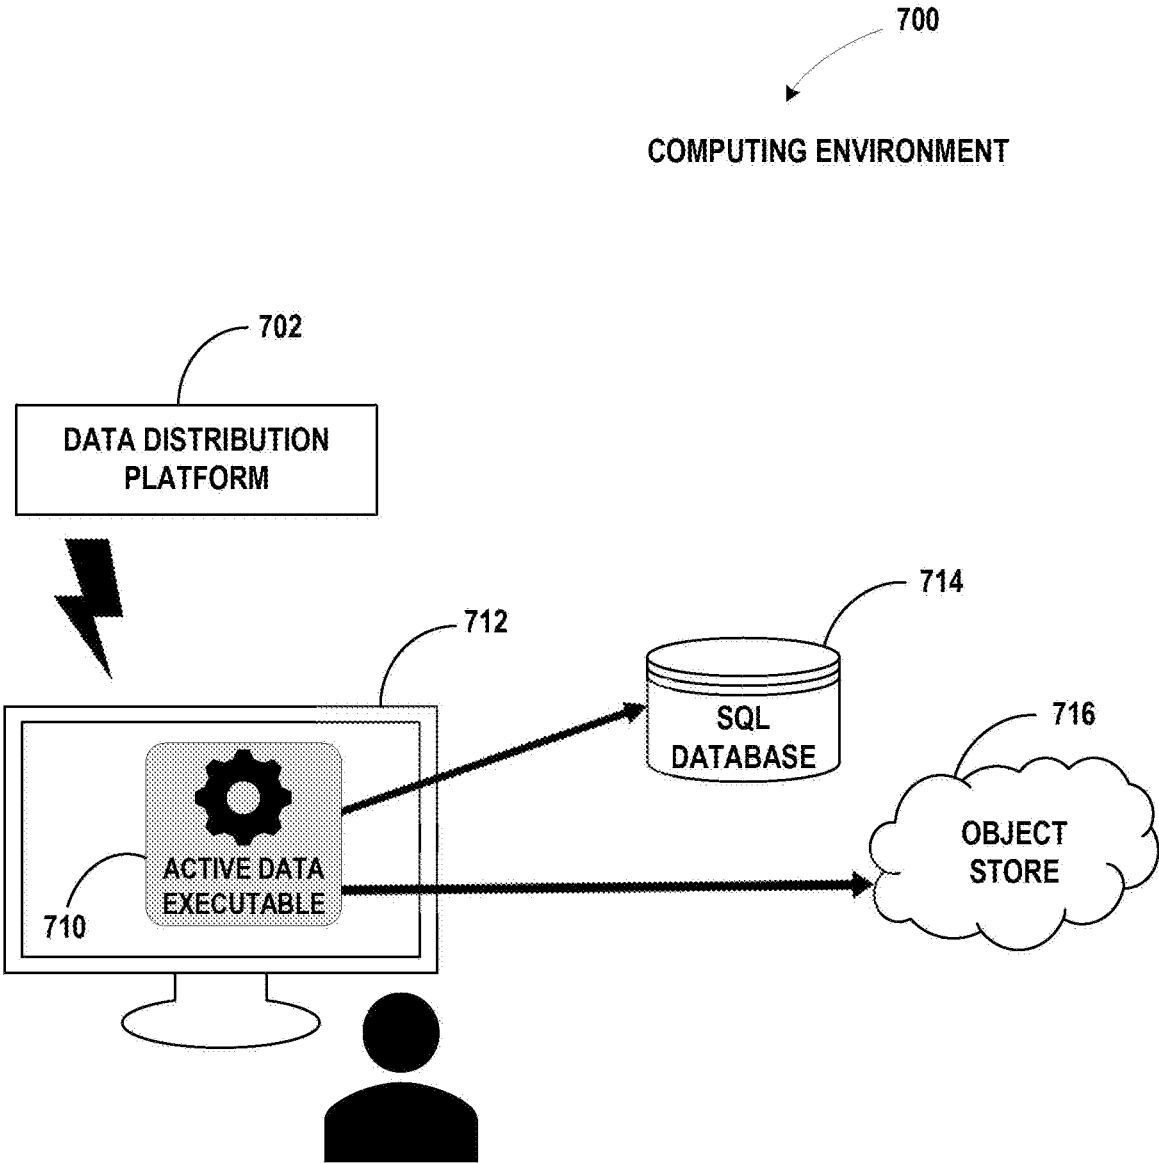 700
COMPUTING ENVIRONMENT
702
DATA DISTRIBUTION
PLATFORM
714
712
716
SQL
DATABASE
OBJECT
STORE
ACTIVE DATA
EXECUTABLE
710